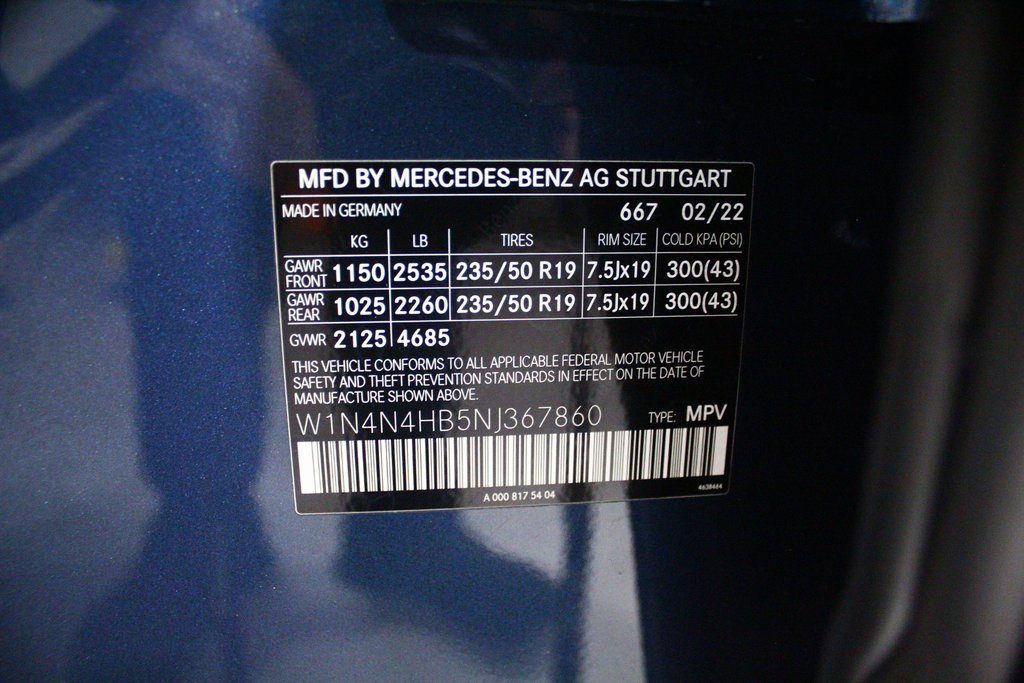 MFD BY MERCEDES-BENZ AG STUTTGART
MADE IN GERMANY 667 02/22
KG LB TIRES RIM SIZE COLD KPA (PSI)
GAWR FRONT 1150 2535 235/50 R19 7.5Jx19 300(43)
GAWR REAR 1025 2260 235/50 R19 7.5Jx19 300(43)
GVWR 2125 4685
THIS VEHICLE CONFORMS TO ALL APPLICABLE FEDERAL MOTOR VEHICLE
SAFETY AND THEFT PREVENTION STANDARDS IN EFFECT ON THE DATE OF
MANUFACTURE SHOWN ABOVE.
W1N4N4HB5NJ367860 TYPE: MPV
A 000 817 54 04 4638464